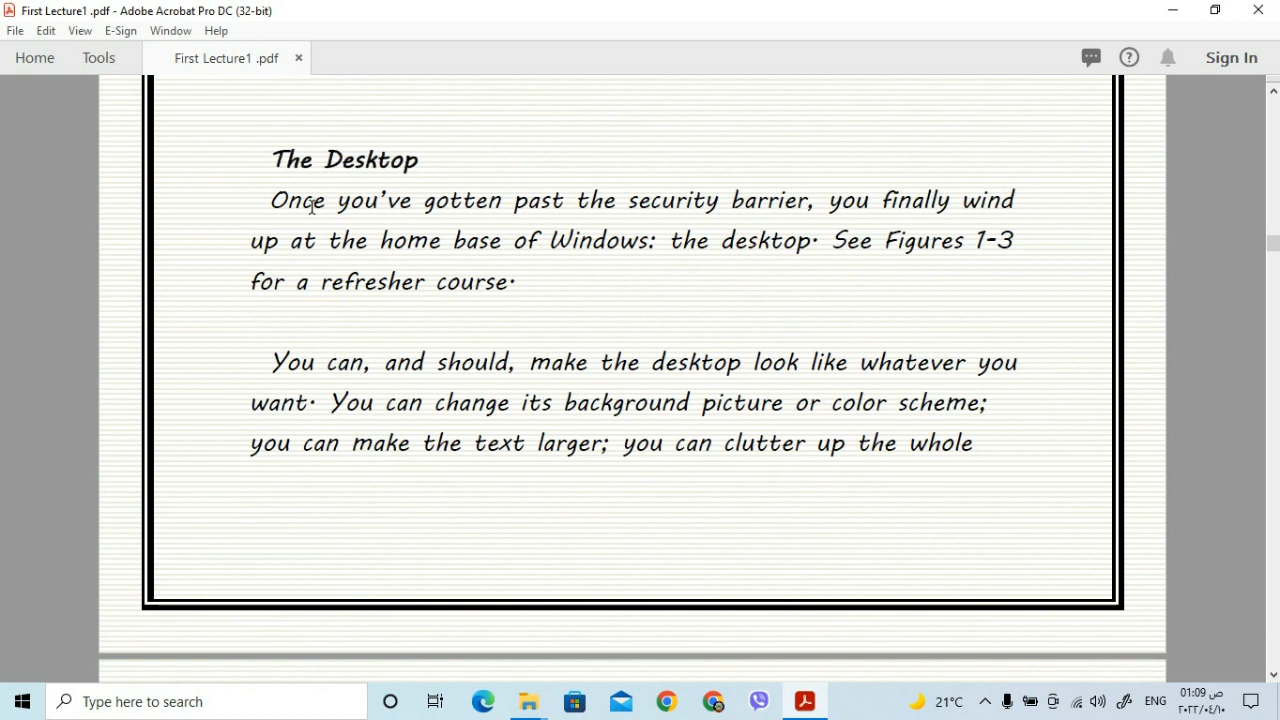 First Lecture1 .pdf - Adobe Acrobat Pro DC (32-bit)
File Edit View E-Sign Window Help
Home Tools First Lecture1 .pdf × Sign In
The Desktop
Once you've gotten past the security barrier, you finally wind
up at the home base of Windows: the desktop. See Figures 1-3
for a refresher course.
You can, and should, make the desktop look like whatever you
want. You can change its background picture or color scheme;
you can make the text larger; you can clutter up the whole
Type here to search 21°C ENG 01:09 ص
٢٠٢٢/٠٤/١٠